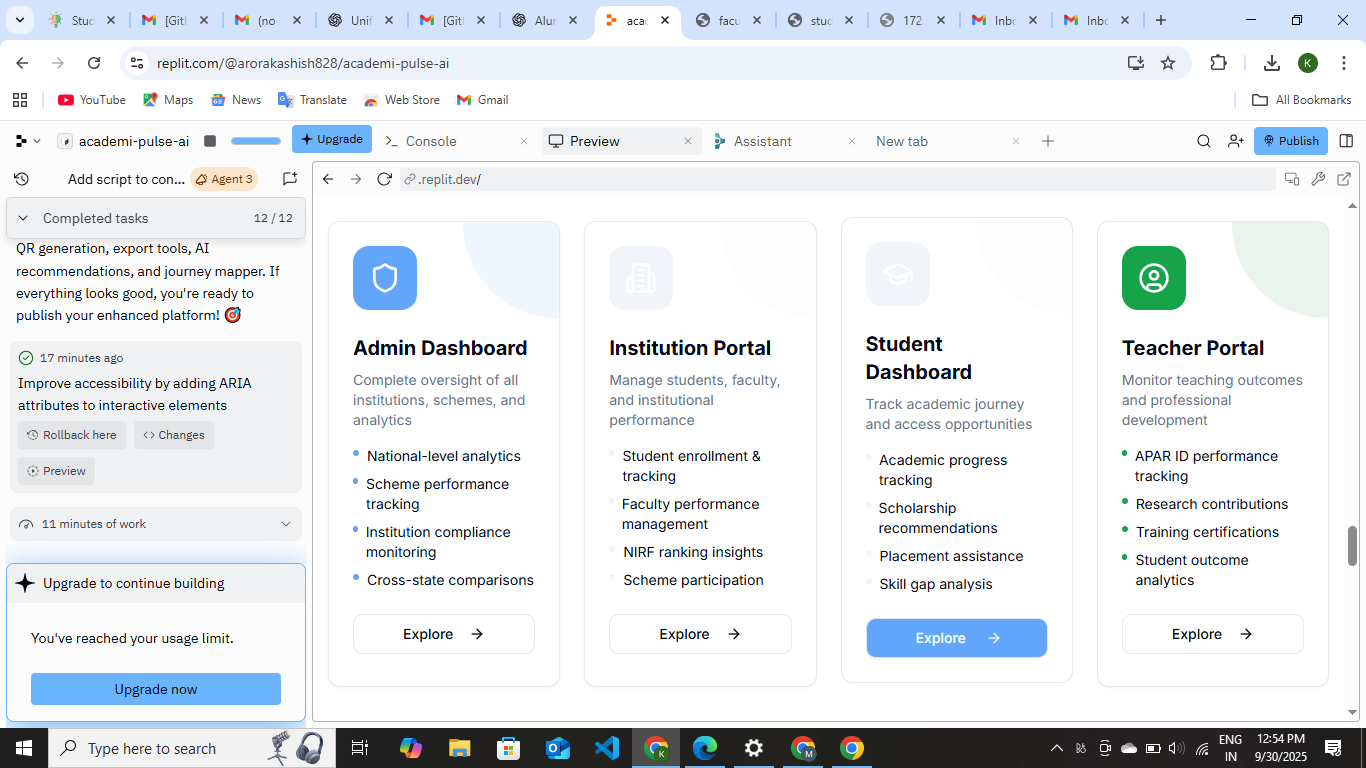 Stud
[Gitl
(no
Unif
[Gitl
Alur
acad
facu
stud
172.
Inbo
Inbo
replit.com/@arorakashish828/academi-pulse-ai
K
YouTube
Maps
News
Translate
Web Store
Gmail
All Bookmarks
academi-pulse-ai
Upgrade
Console
Preview
Assistant
New tab
Publish
Add script to con...
Agent 3
.replit.dev/
Completed tasks
12 / 12
QR generation, export tools, AI
recommendations, and journey mapper. If
everything looks good, you're ready to
publish your enhanced platform! 🎯
17 minutes ago
Improve accessibility by adding ARIA
attributes to interactive elements
Rollback here
Changes
Preview
11 minutes of work
Upgrade to continue building
You've reached your usage limit.
Upgrade now
Admin Dashboard
Complete oversight of all
institutions, schemes, and
analytics
National-level analytics
Scheme performance
tracking
Institution compliance
monitoring
Cross-state comparisons
Explore →
Institution Portal
Manage students, faculty,
and institutional
performance
Student enrollment &
tracking
Faculty performance
management
NIRF ranking insights
Scheme participation
Explore →
Student
Dashboard
Track academic journey
and access opportunities
Academic progress
tracking
Scholarship
recommendations
Placement assistance
Skill gap analysis
Explore →
Teacher Portal
Monitor teaching outcomes
and professional
development
APAR ID performance
tracking
Research contributions
Training certifications
Student outcome
analytics
Explore →
Type here to search
K
M
ENG
IN
12:54 PM
9/30/2025